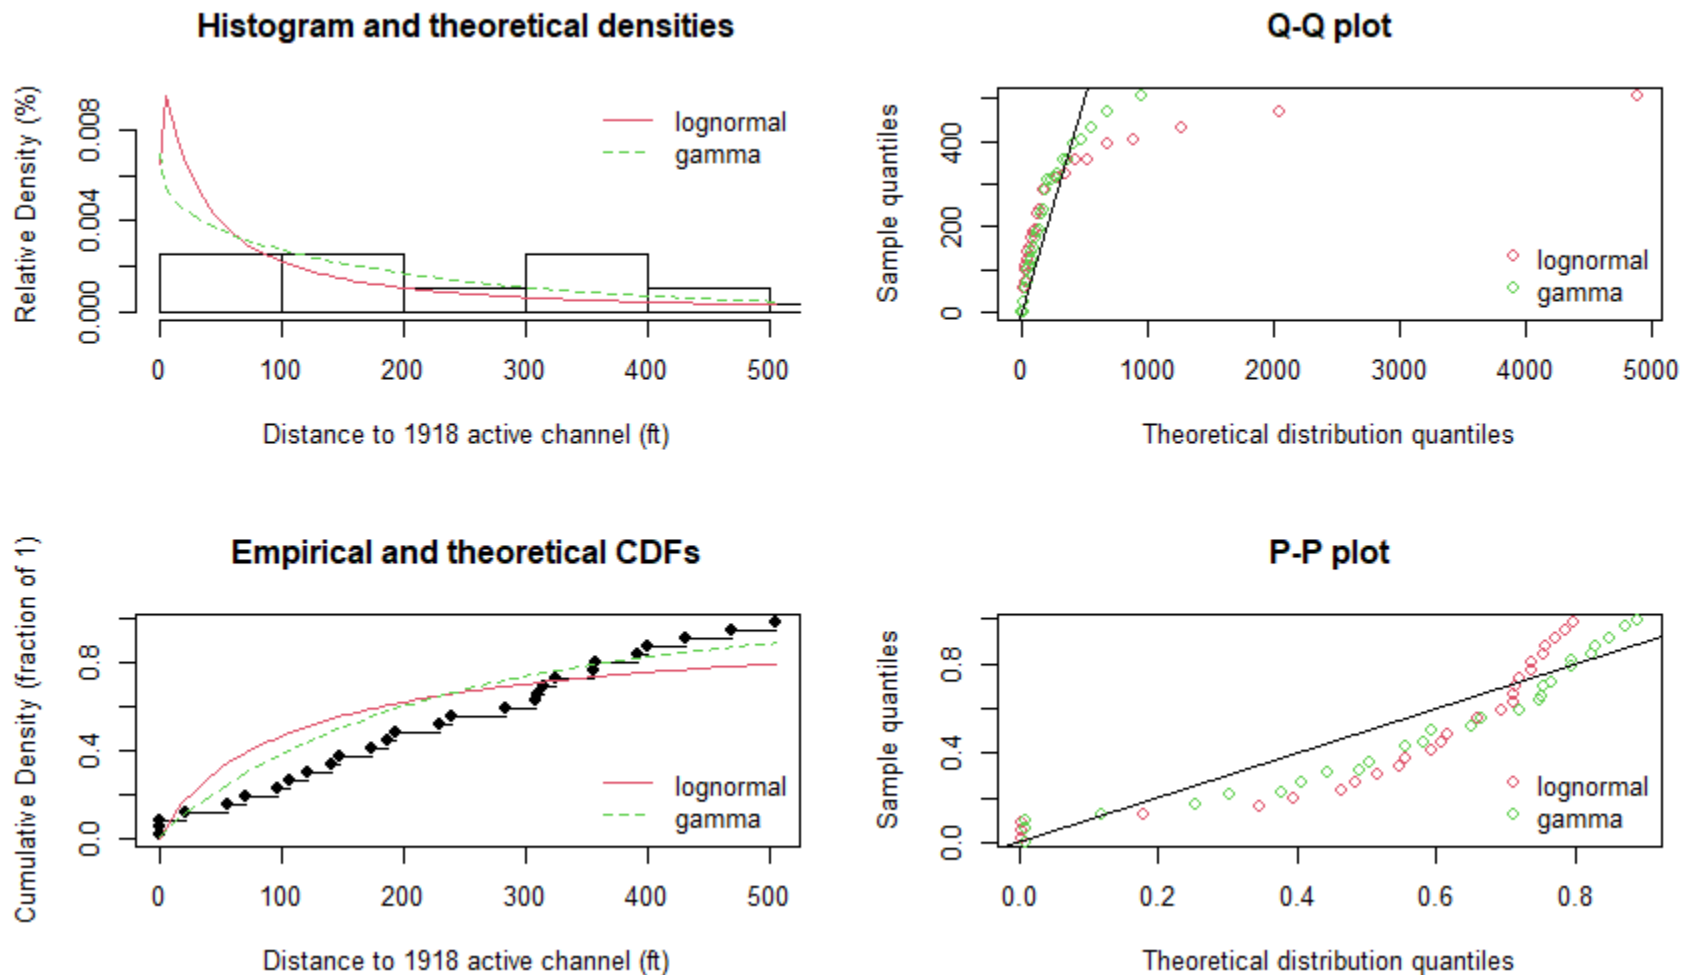 Histogram and theoretical densities
Relative Density (%)
0.000 0.004 0.008
lognormal
gamma
0 100 200 300 400 500
Distance to 1918 active channel (ft)
Q-Q plot
Sample quantiles
0 200 400
lognormal
gamma
0 1000 2000 3000 4000 5000
Theoretical distribution quantiles
Empirical and theoretical CDFs
Cumulative Density (fraction of 1)
0.0 0.4 0.8
lognormal
gamma
0 100 200 300 400 500
Distance to 1918 active channel (ft)
P-P plot
Sample quantiles
0.0 0.4 0.8
lognormal
gamma
0.0 0.2 0.4 0.6 0.8
Theoretical distribution quantiles